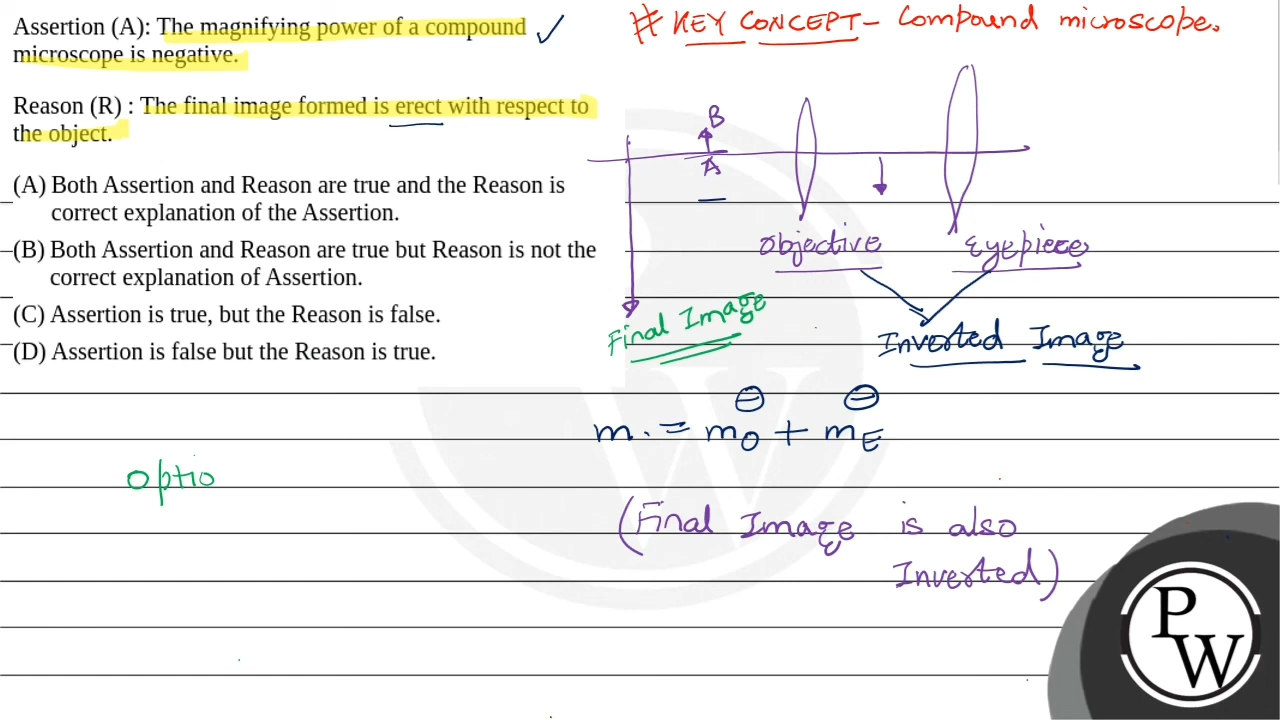 Assertion (A): The magnifying power of a compound
microscope is negative.
Reason (R) : The final image formed is erect with respect to
the object.
(A) Both Assertion and Reason are true and the Reason is
correct explanation of the Assertion.
(B) Both Assertion and Reason are true but Reason is not the
correct explanation of Assertion.
(C) Assertion is true, but the Reason is false.
(D) Assertion is false but the Reason is true.
optio
# KEY CONCEPT - Compound microscope.
B
A
Objective
Eyepiece
Final Image
Inverted Image
m. = mO + mE
(Final Image is also
Inverted)
P
W